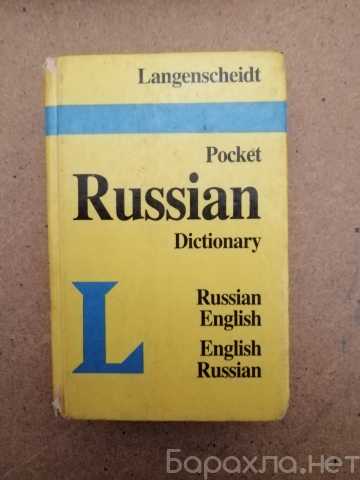 Langenscheidt
Pocket
Russian
Dictionary
L
Russian
English
English
Russian
Барахла.нет